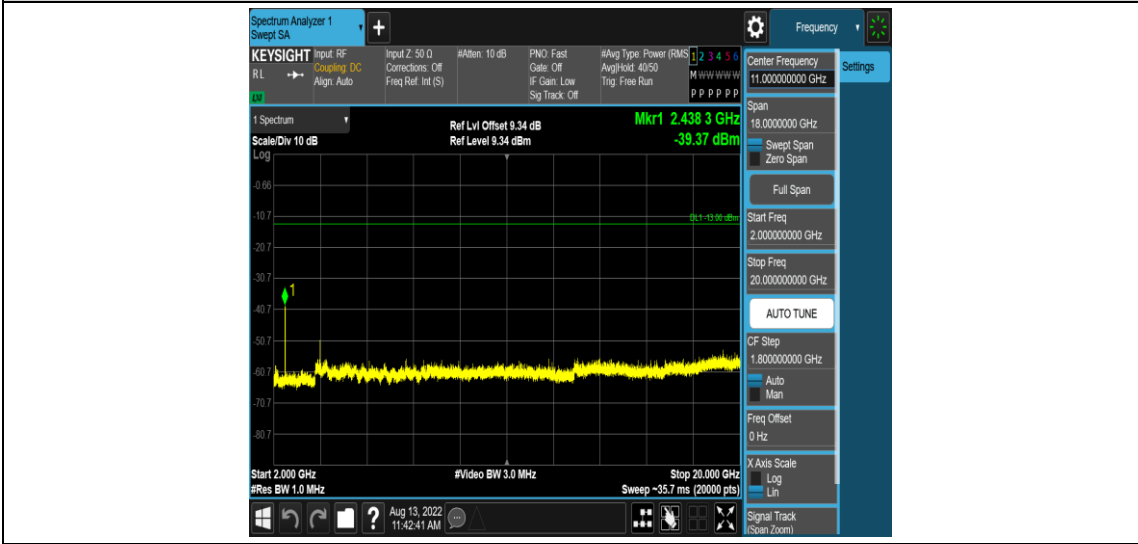 Spectrum Analyzer 1
Swept SA
+
Frequency
KEYSIGHT
RL
Input: RF
Coupling: DC
Align: Auto
Input Z: 50 Ω
Corrections: Off
Freq Ref: Int (S)
#Atten: 10 dB
PNO: Fast
Gate: Off
IF Gain: Low
Sig Track: Off
#Avg Type: Power (RMS
Avg|Hold: 40/50
Trig: Free Run
1 2 3 4 5 6
M W W W W W
P P P P P P
1 Spectrum
Scale/Div 10 dB
Log
Ref Lvl Offset 9.34 dB
Ref Level 9.34 dBm
Mkr1 2.438 3 GHz
-39.37 dBm
-0.66
-10.7
DL1 -13.00 dBm
-20.7
-30.7
1
-40.7
-50.7
-60.7
-70.7
-80.7
Start 2.000 GHz
#Res BW 1.0 MHz
#Video BW 3.0 MHz
Stop 20.000 GHz
Sweep ~35.7 ms (20000 pts)
?
Aug 13, 2022
11:42:41 AM
Center Frequency
11.000000000 GHz
Settings
Span
18.0000000 GHz
Swept Span
Zero Span
Full Span
Start Freq
2.000000000 GHz
Stop Freq
20.000000000 GHz
AUTO TUNE
CF Step
1.800000000 GHz
Auto
Man
Freq Offset
0 Hz
X Axis Scale
Log
Lin
Signal Track
(Span Zoom)